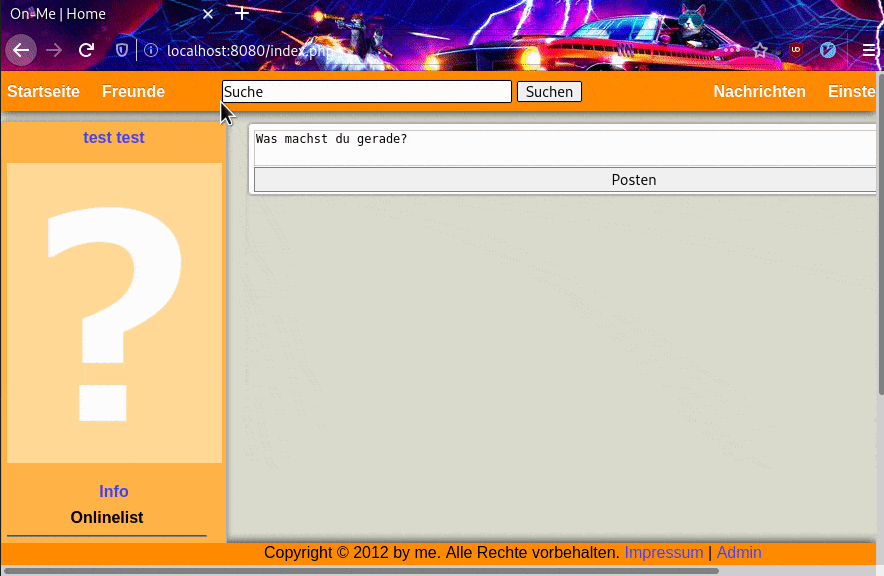 On-Me | Home
localhost:8080/index.php
Startseite Freunde Suche Suchen Nachrichten Einste
test test
Was machst du gerade?
Posten
?
Info
Onlinelist
Copyright © 2012 by me. Alle Rechte vorbehalten. Impressum | Admin